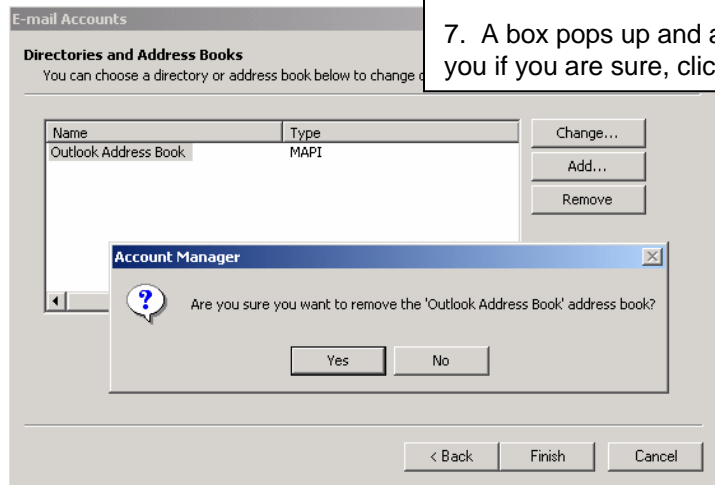 E-mail Accounts
7. A box pops up and
you if you are sure,
Directories and Address Books
You can choose a directory or address book below to change
Name Type
Outlook Address Book MAPI
Change...
Add...
Remove
Account Manager
Are you sure you want to remove the 'Outlook Address Book' address book?
Yes No
< Back Finish Cancel